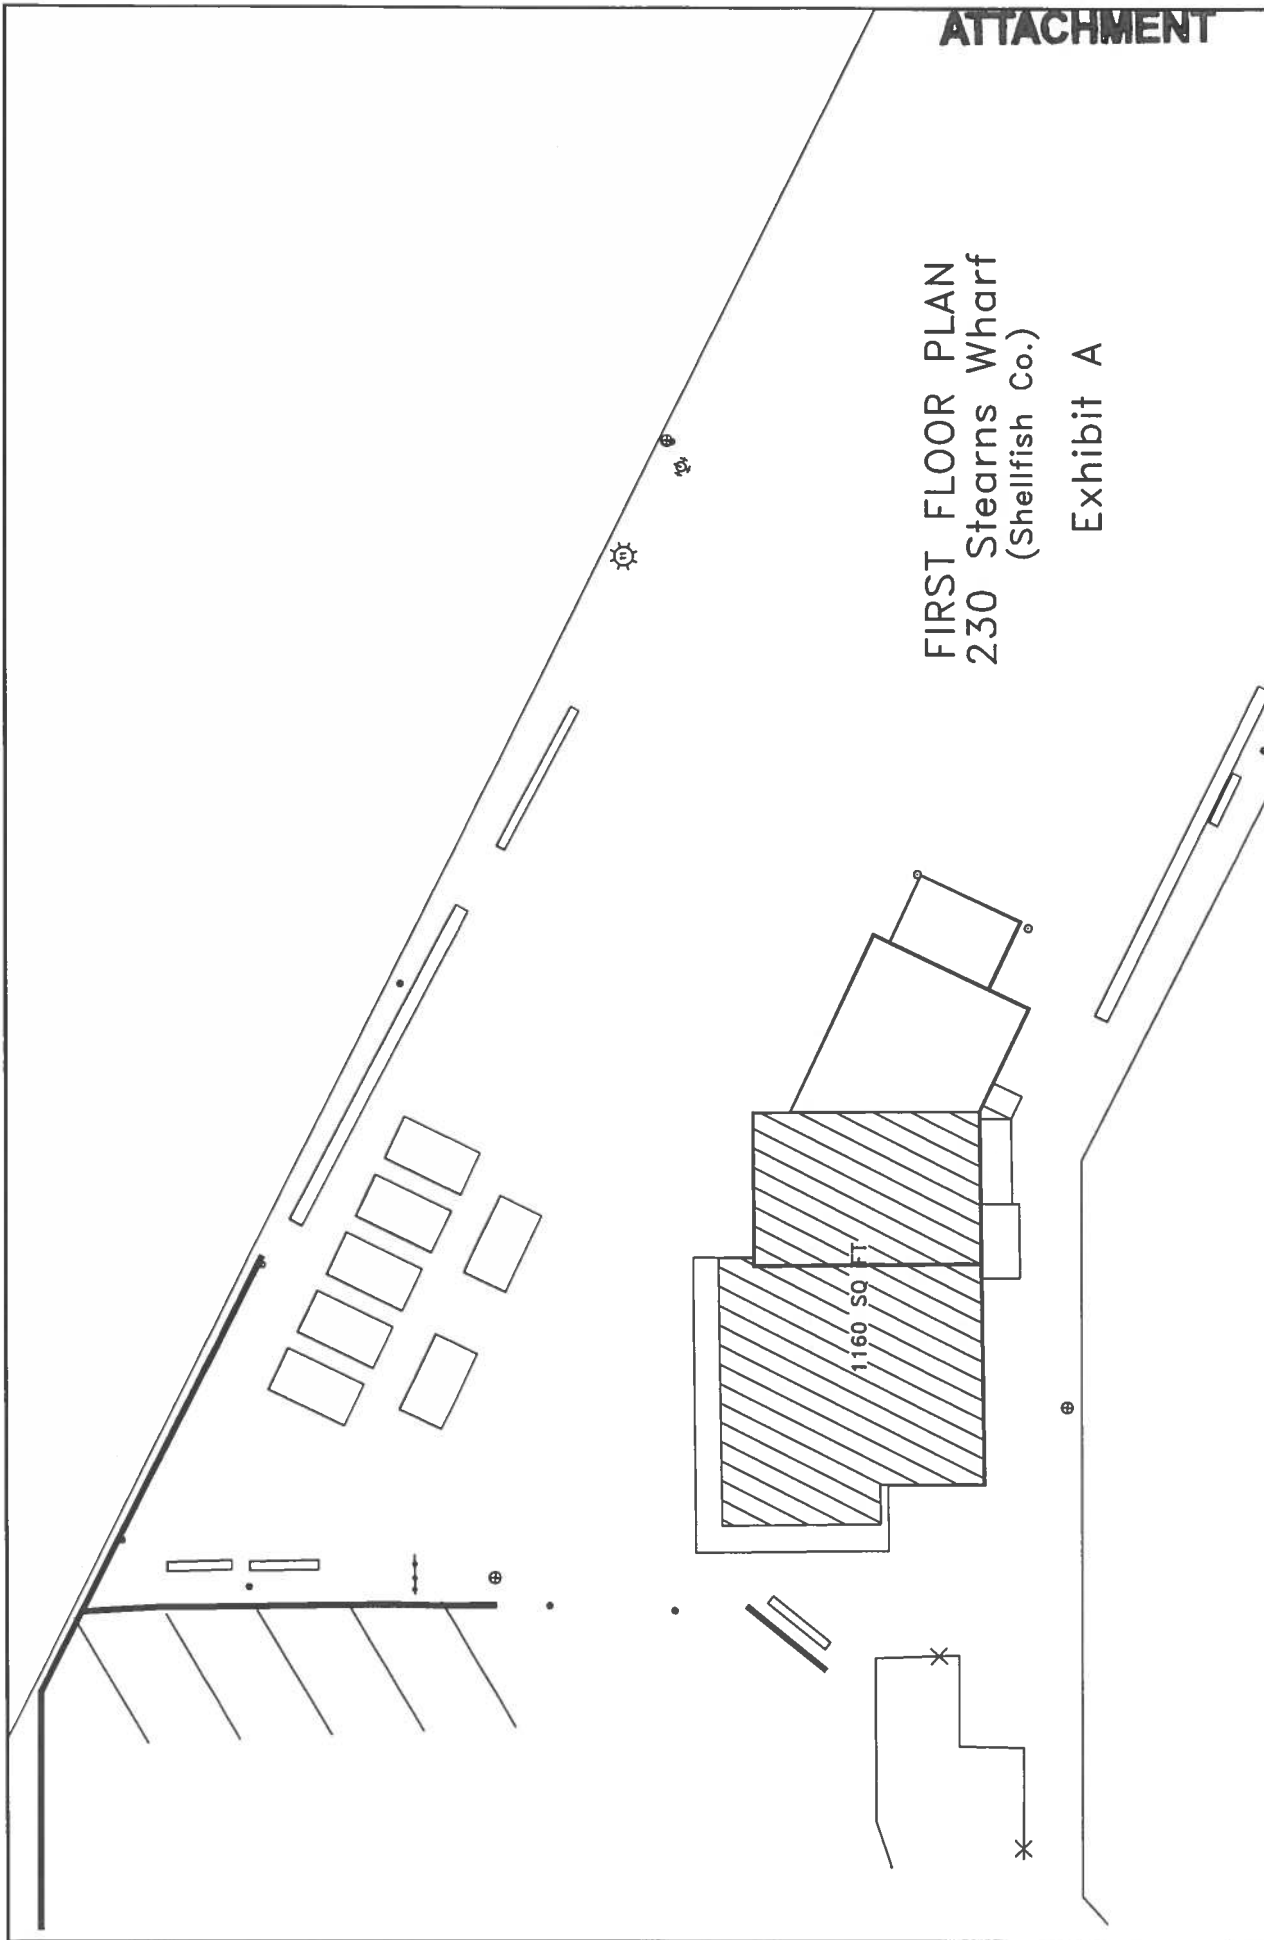 ATTACHMENT
FIRST FLOOR PLAN
230 Stearns Wharf
(Shellfish Co.)
Exhibit A
1160 SQ FT